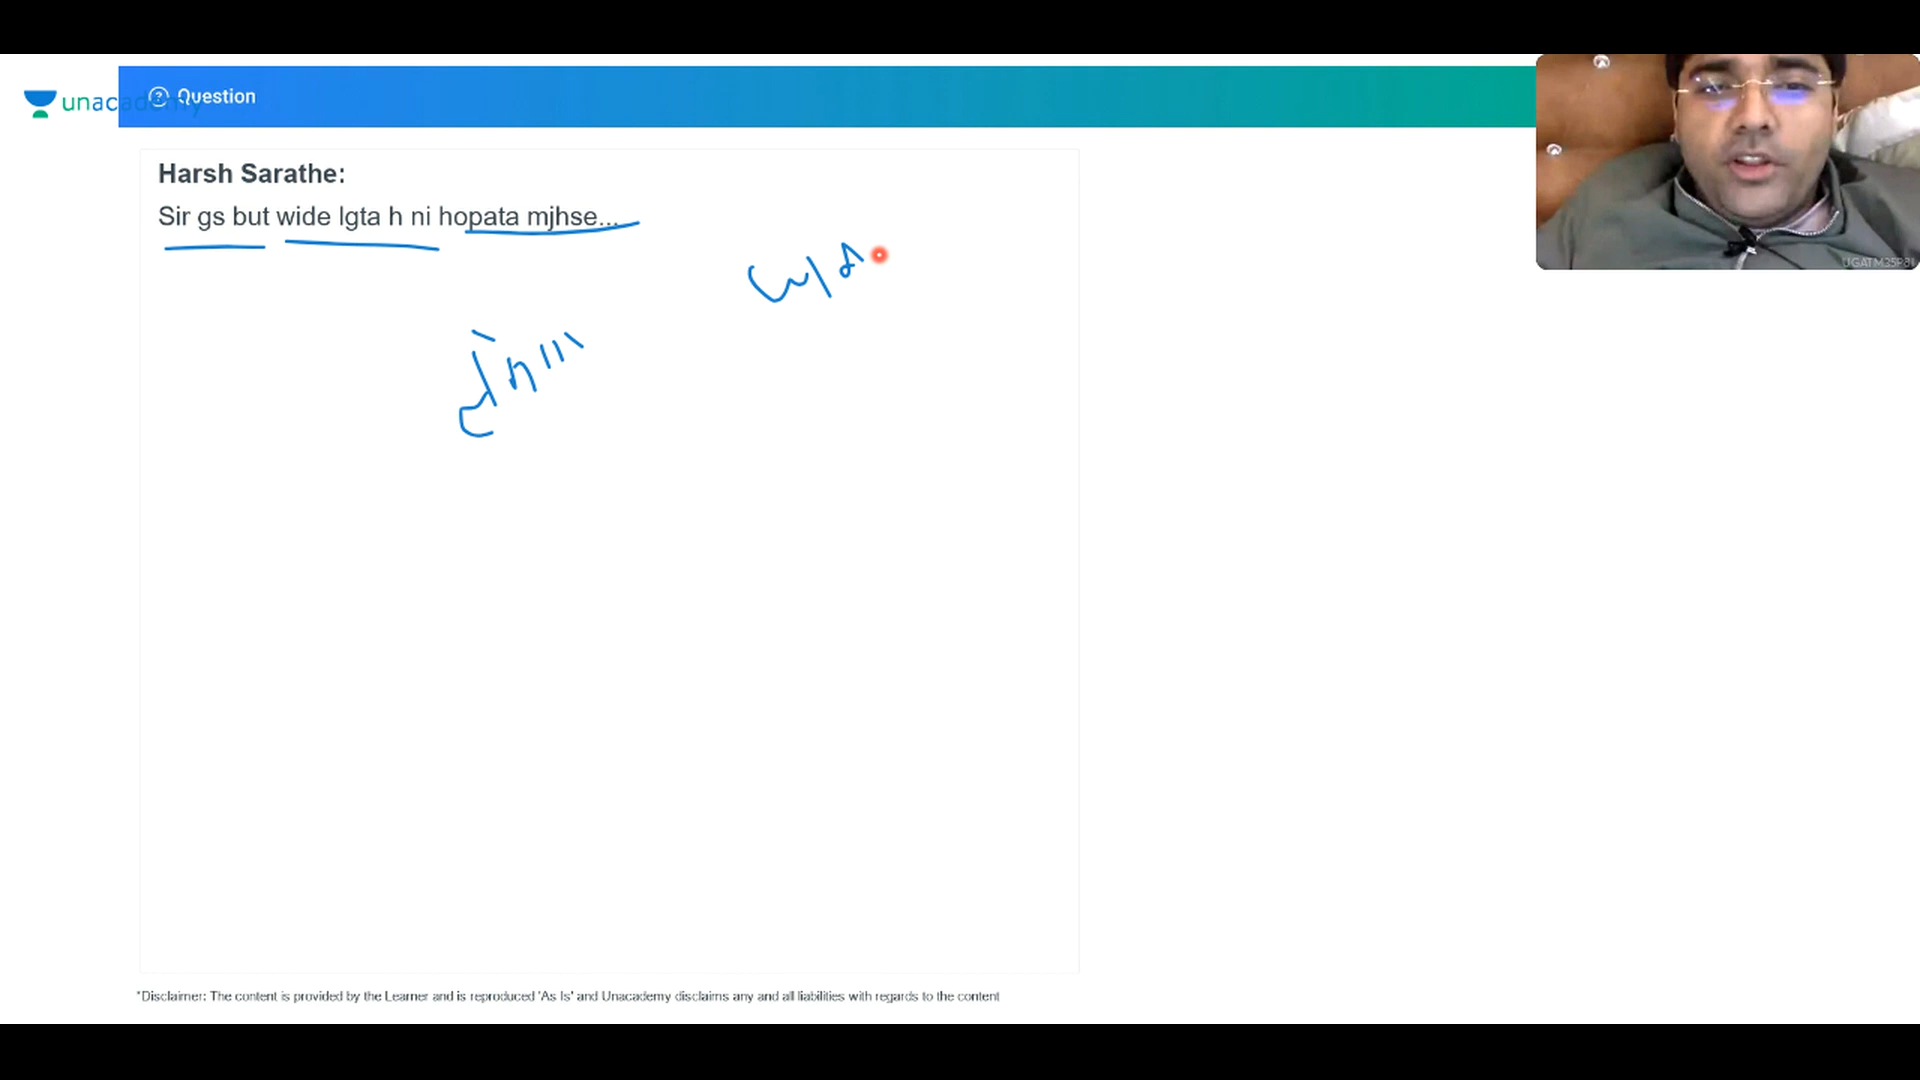 unacademy
Question
Harsh Sarathe:
Sir gs but wide lgta h ni hopata mjhse...
UGATM35P8II
*Disclaimer: The content is provided by the Learner and is reproduced 'As Is' and Unacademy disclaims any and all liabilities with regards to the content